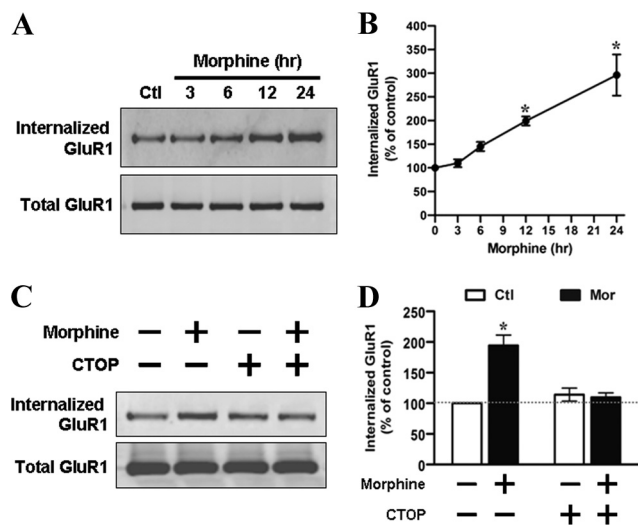 A
Morphine (hr)
Ctl 3 6 12 24
Internalized
GluR1
Total GluR1
B
Internalized GluR1
(% of control)
400
350
300
250
200
150
100
50
0
* *
0 3 6 9 12 15 18 21 24
Morphine (hr)
C
Morphine − + − +
CTOP − − + +
Internalized
GluR1
Total GluR1
D
Ctl Mor
Internalized GluR1
(% of control)
250
200
150
100
50
0
*
Morphine − + − +
CTOP − − + +